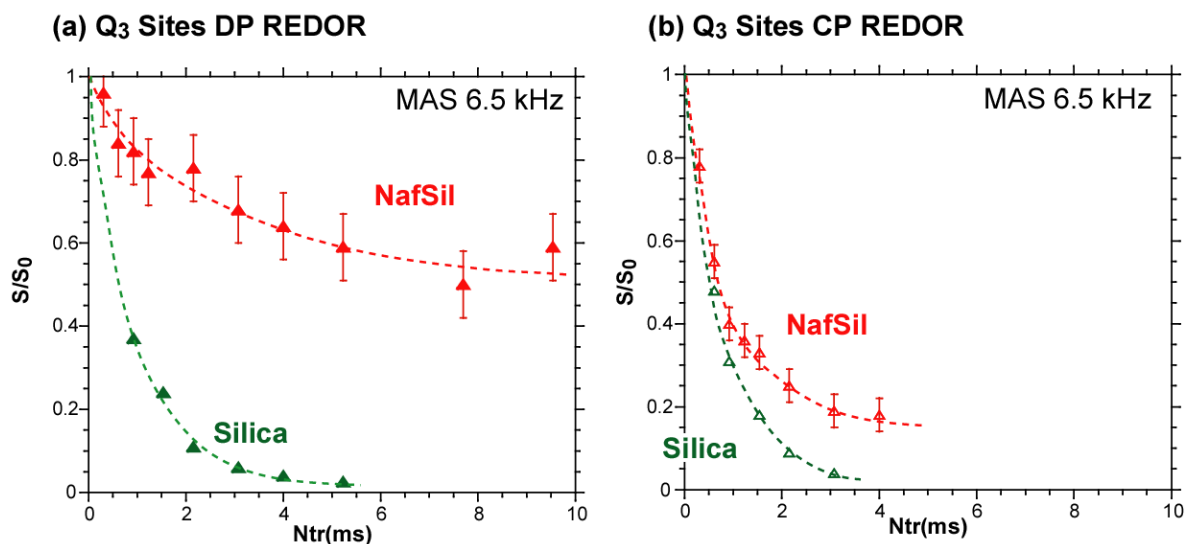 (a) Q3 Sites DP REDOR
MAS 6.5 kHz
NafSil
Silica
S/S0
1
0.8
0.6
0.4
0.2
0
0 2 4 6 8 10
Ntr(ms)
(b) Q3 Sites CP REDOR
MAS 6.5 kHz
NafSil
Silica
S/S0
1
0.8
0.6
0.4
0.2
0
0 2 4 6 8 10
Ntr(ms)